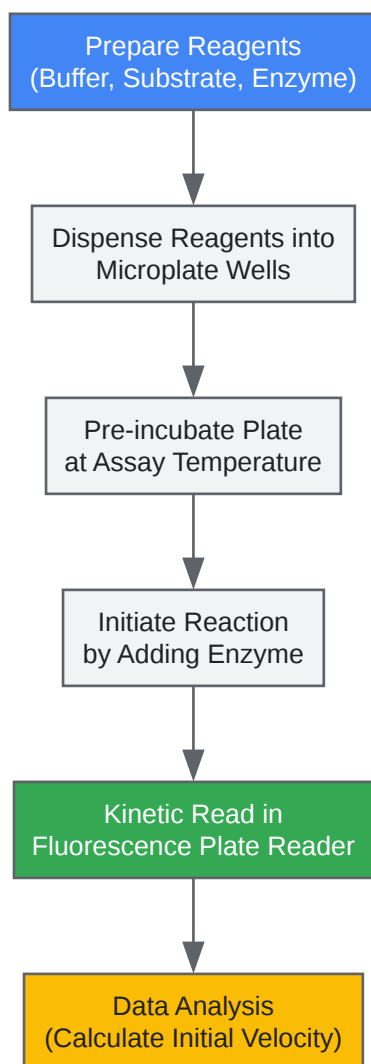 Prepare Reagents
(Buffer, Substrate, Enzyme)
Dispense Reagents into
Microplate Wells
Pre-incubate Plate
at Assay Temperature
Initiate Reaction
by Adding Enzyme
Kinetic Read in
Fluorescence Plate Reader
Data Analysis
(Calculate Initial Velocity)